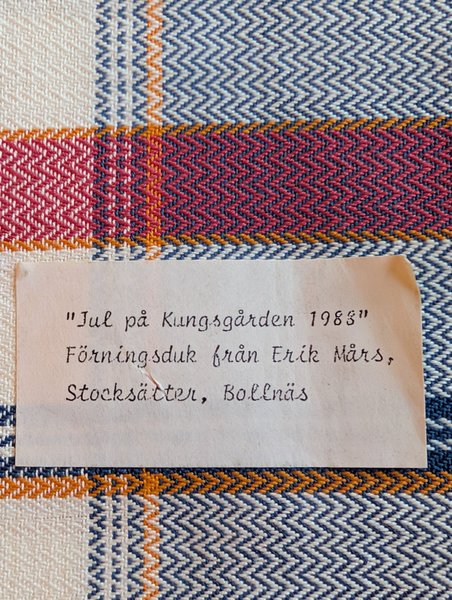 "Jul på Kungsgården 1983"
Förningsduk från Erik Mårs,
Stocksätter, Bollnäs